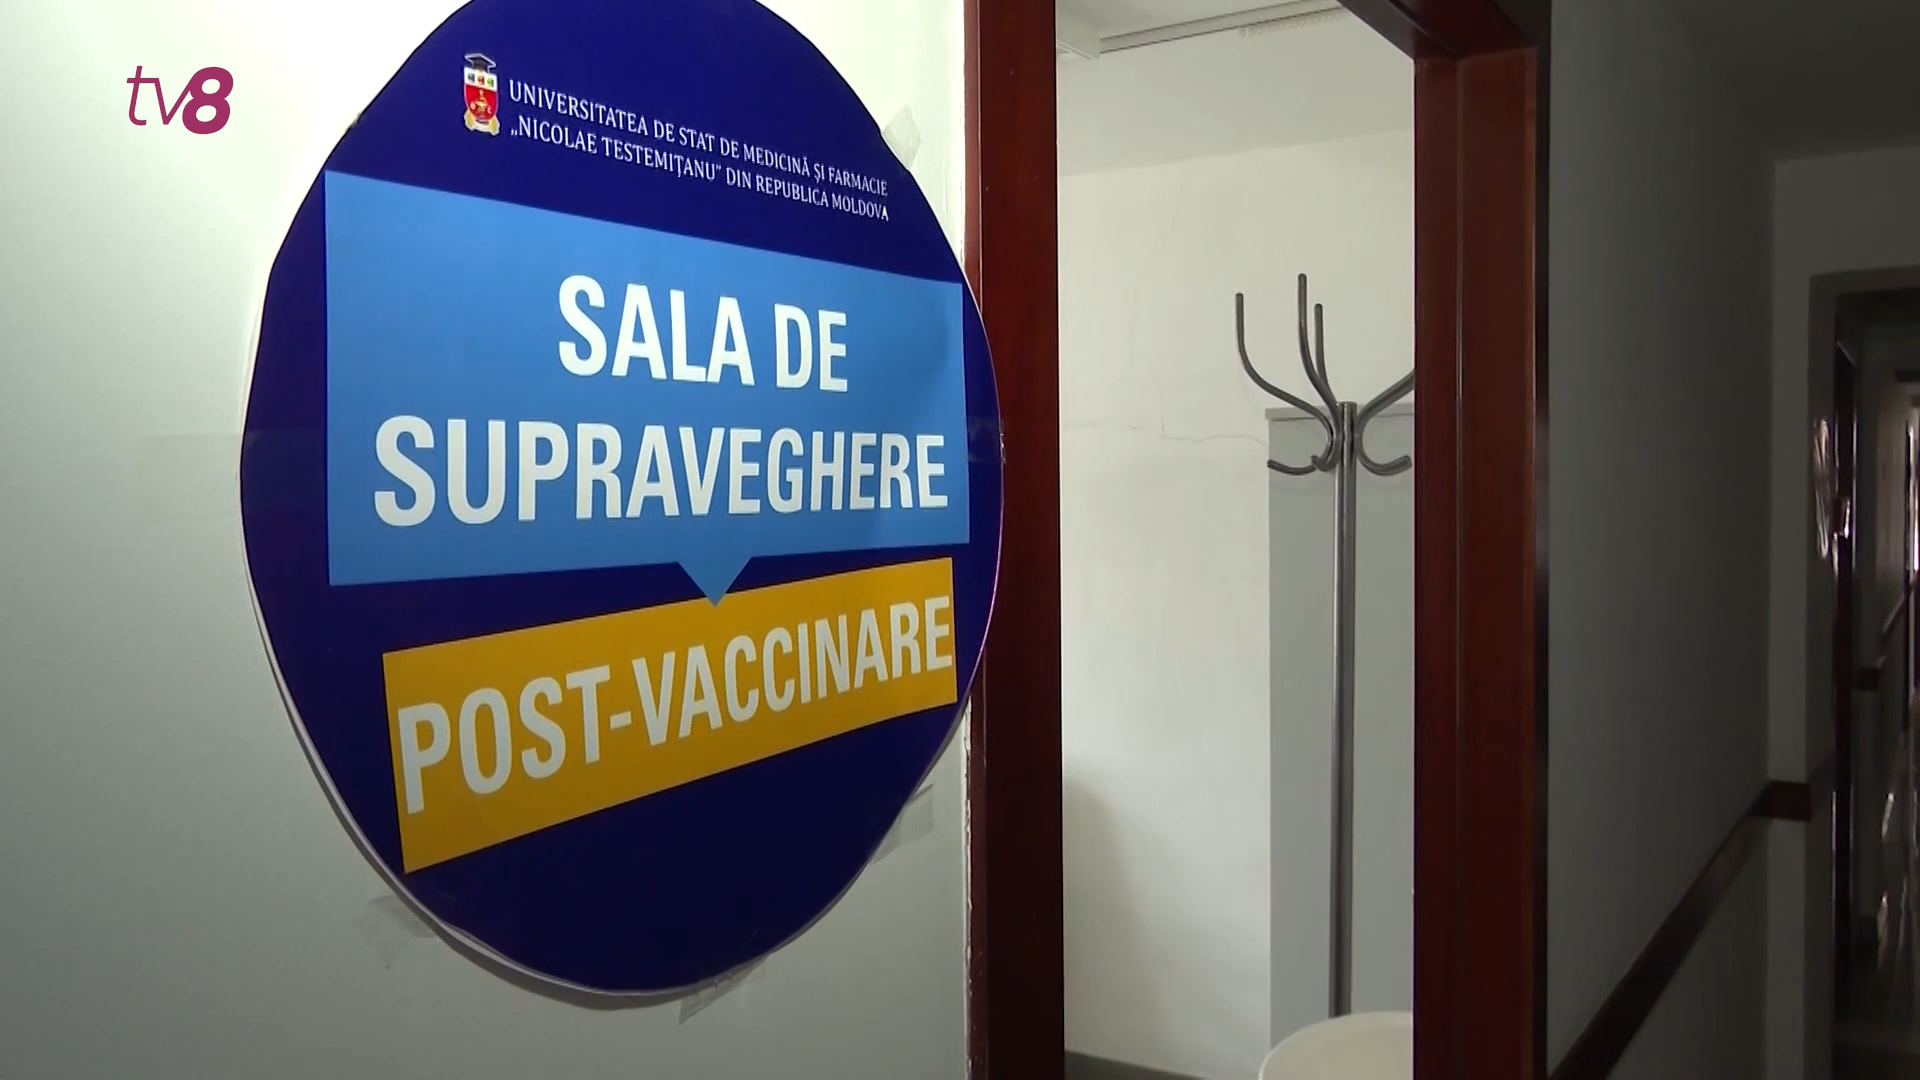 tv8
UNIVERSITATEA DE STAT DE MEDICINĂ ȘI FARMACIE
„NICOLAE TESTEMIȚANU” DIN REPUBLICA MOLDOVA
SALA DE
SUPRAVEGHERE
POST-VACCINARE